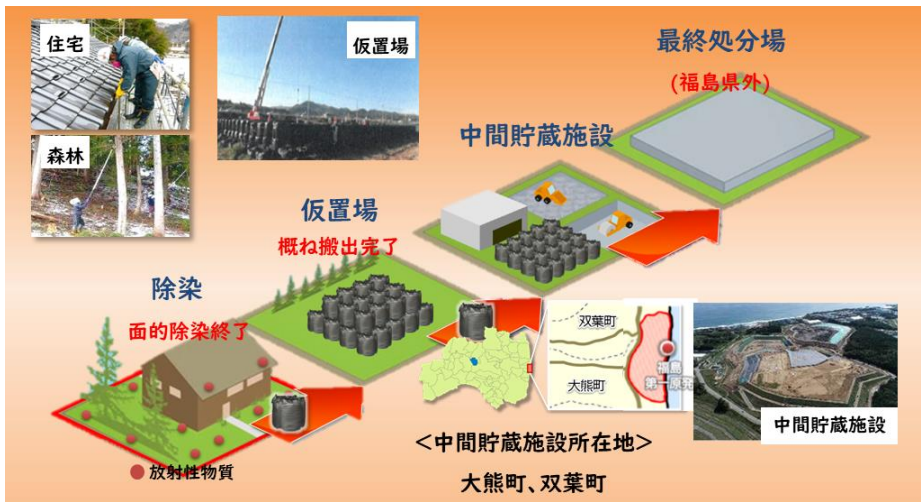 住宅
森林
仮置場
最終処分場
(福島県外)
中間貯蔵施設
仮置場
概ね搬出完了
除染
面的除染終了
放射性物質
双葉町
大熊町
福島
第一原発
中間貯蔵施設
<中間貯蔵施設所在地>
大熊町、双葉町